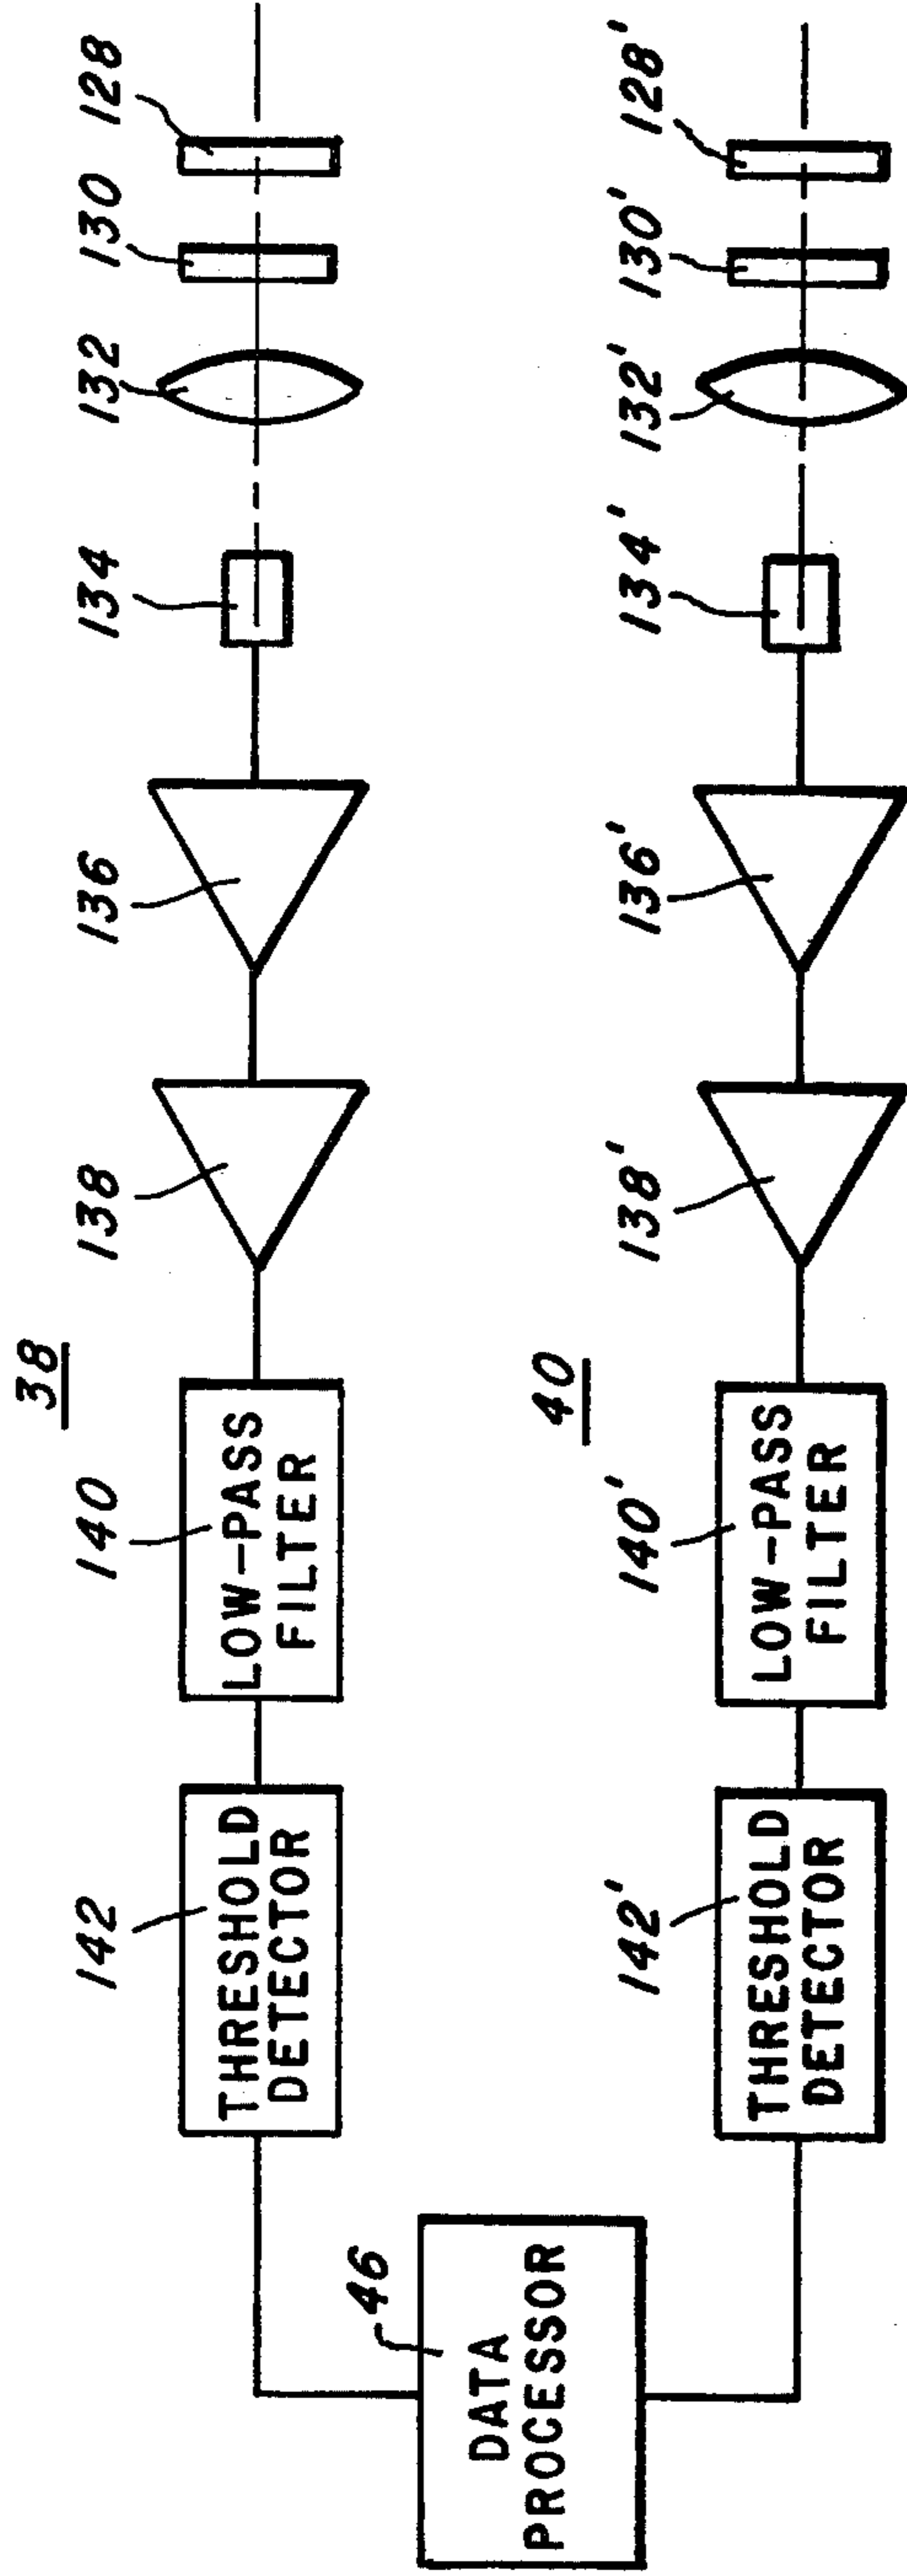 38
128
130
132
134
136
138
140
LOW-PASS
FILTER
142
THRESHOLD
DETECTOR
46
DATA
PROCESSOR
40
128'
130'
132'
134'
136'
138'
140'
LOW-PASS
FILTER
142'
THRESHOLD
DETECTOR